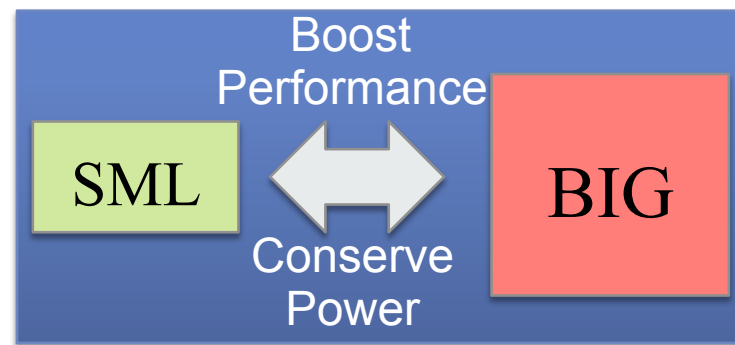 Boost
Performance
SML
BIG
Conserve
Power